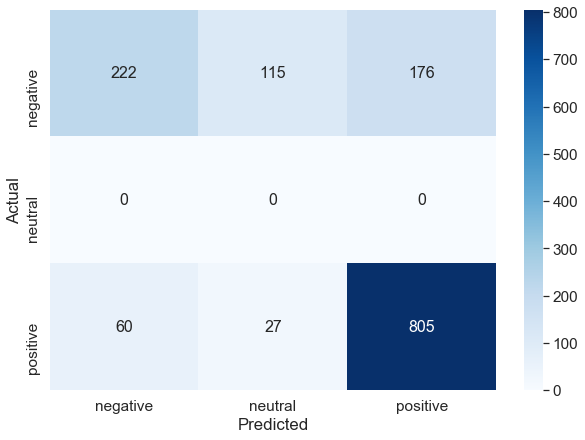 negative 222 115 176
neutral 0 0 0
positive 60 27 805
negative neutral positive
Predicted
Actual
800
700
600
500
400
300
200
100
0